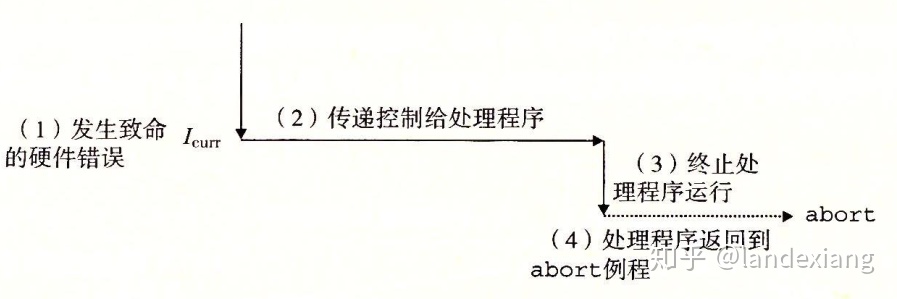 （1）发生致命
的硬件错误
Icurr
（2）传递控制给处理程序
（3）终止处
理程序运行
abort
（4）处理程序返回到
abort例程
知乎 @landexiang